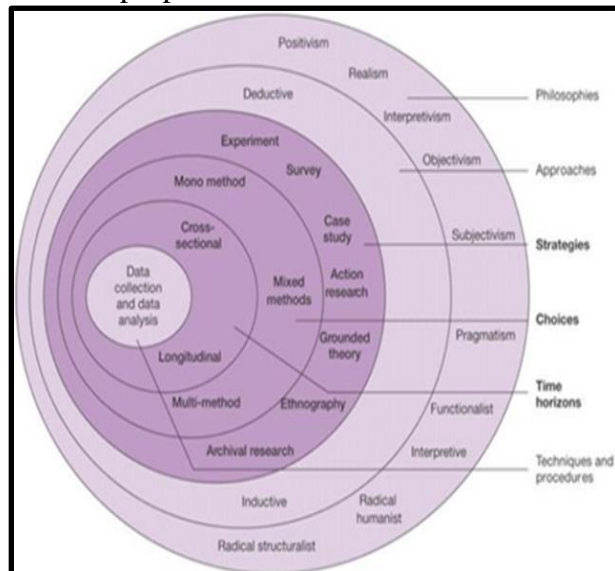 Positivism
Realism
Philosophies
Deductive
Interpretivism
Experiment
Objectivism
Approaches
Mono method
Survey
Cross-
sectional
Case
study
Subjectivism
Strategies
Data
collection
and data
analysis
Mixed
methods
Action
research
Choices
Grounded
theory
Pragmatism
Longitudinal
Time
horizons
Multi-method
Ethnography
Functionalist
Archival research
Interpretive
Techniques and
procedures
Inductive
Radical
humanist
Radical structuralist